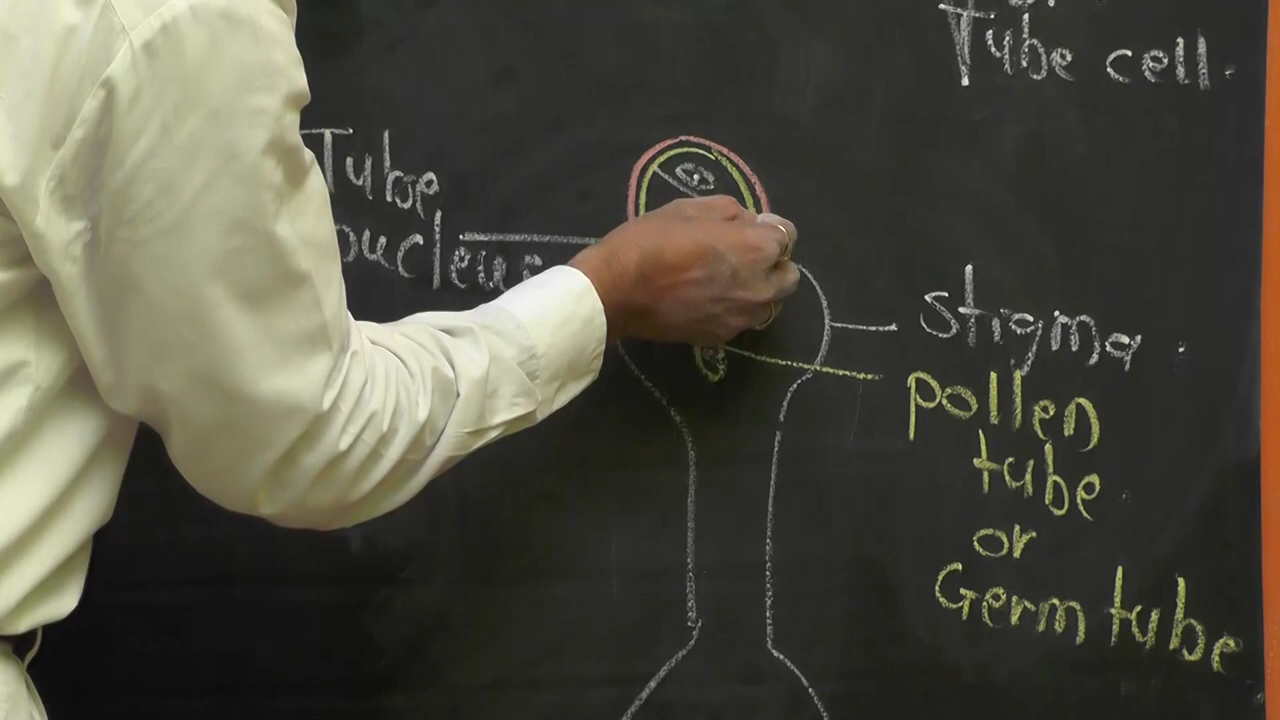 Tube cell.
Tube
nucleus
stigma.
pollen
tube.
or
Germ tube